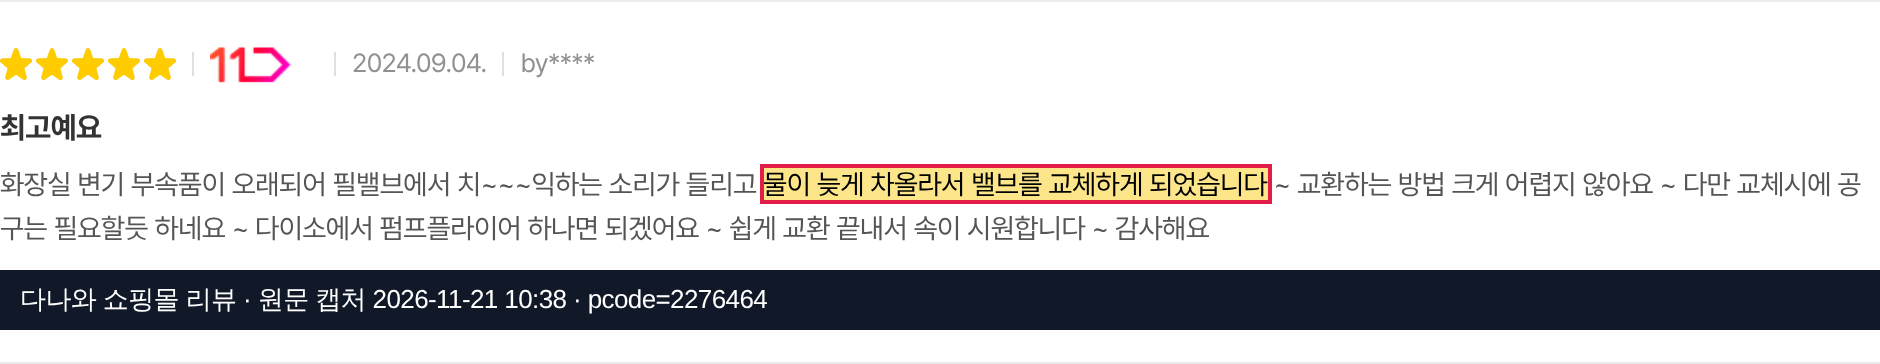 11 2024.09.04. by****
최고예요
화장실 변기 부속품이 오래되어 필밸브에서 치~~~익하는 소리가 들리고 물이 늦게 차올라서 밸브를 교체하게 되었습니다 ~ 교환하는 방법 크게 어렵지 않아요 ~ 다만 교체시에 공
구는 필요할듯 하네요 ~ 다이소에서 펌프플라이어 하나면 되겠어요 ~ 쉽게 교환 끝내서 속이 시원합니다 ~ 감사해요
다나와 쇼핑몰 리뷰 · 원문 캡처 2026-11-21 10:38 · pcode=2276464